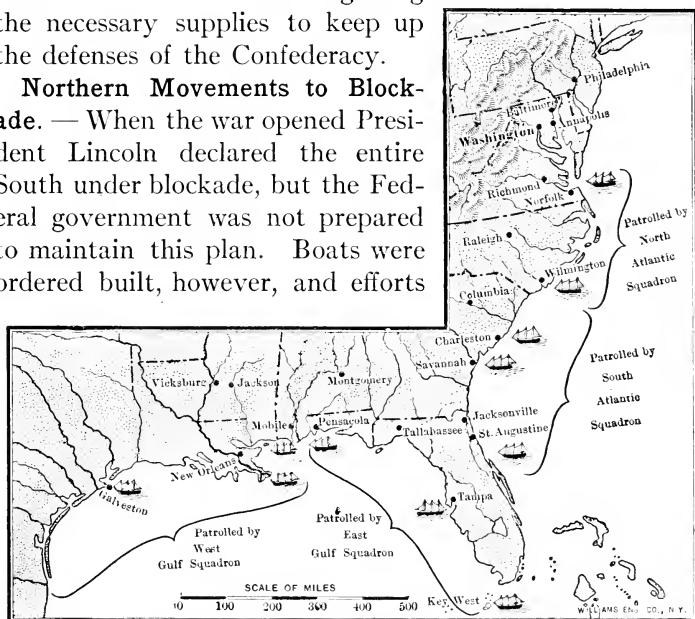 the necessary supplies to keep up
the defenses of the Confederacy.
Northern Movements to Block-
ade. — When the war opened Presi-
dent Lincoln declared the entire
South under blockade, but the Fed-
eral government was not prepared
to maintain this plan. Boats were
ordered built, however, and efforts
Philadelphia
Baltimore
Annapolis
Washington
Richmond
Norfolk
Raleigh
Wilmington
Columbia
Charleston
Savannah
Patrolled by
North
Atlantic
Squadron
Patrolled by
South
Atlantic
Squadron
Vicksburg
Jackson
Montgomery
Mobile
Pensacola
Tallahassee
Jacksonville
St. Augustine
New Orleans
Galveston
Tampa
Key West
Patrolled by
West
Gulf Squadron
Patrolled by
East
Gulf Squadron
SCALE OF MILES
100 200 300 400 500
WILLIAMS ENG. CO., N.Y.